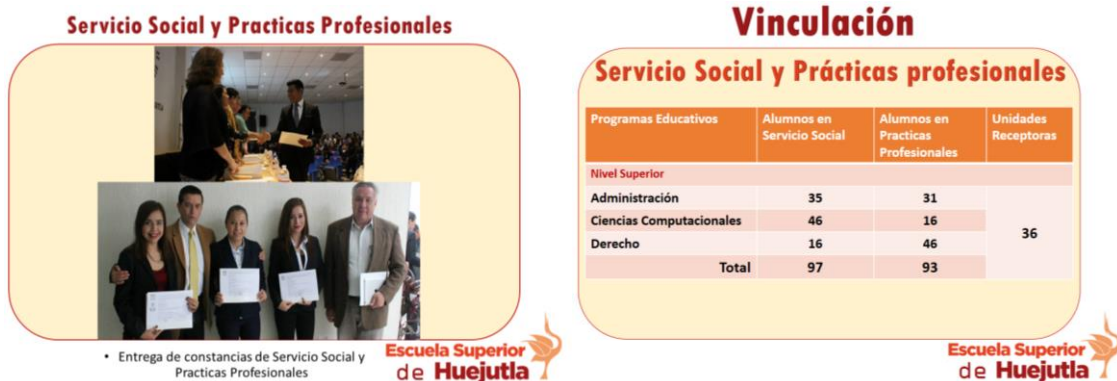 Servicio Social y Practicas Profesionales
• Entrega de constancias de Servicio Social y
Practicas Profesionales
Escuela Superior
de Huejutla
Vinculación
Servicio Social y Prácticas profesionales
Programas Educativos Alumnos en Servicio Social Alumnos en Practicas Profesionales Unidades Receptoras
Nivel Superior
Administración 35 31
Ciencias Computacionales 46 16
36
Derecho 16 46
Total 97 93
Escuela Superior
de Huejutla